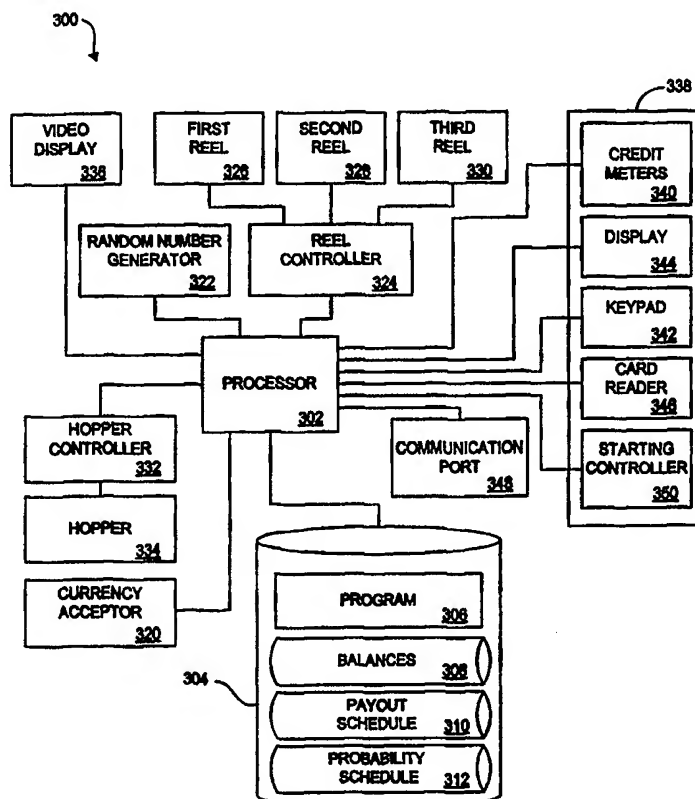 300
338
VIDEO
DISPLAY
336
FIRST
REEL
326
SECOND
REEL
328
THIRD
REEL
330
CREDIT
METERS
340
RANDOM NUMBER
GENERATOR
322
REEL
CONTROLLER
324
DISPLAY
344
KEYPAD
342
PROCESSOR
302
CARD
READER
346
HOPPER
CONTROLLER
332
COMMUNICATION
PORT
348
STARTING
CONTROLLER
350
HOPPER
334
CURRENCY
ACCEPTOR
320
PROGRAM
306
BALANCES
308
304
PAYOUT
SCHEDULE
310
PROBABILITY
SCHEDULE
312